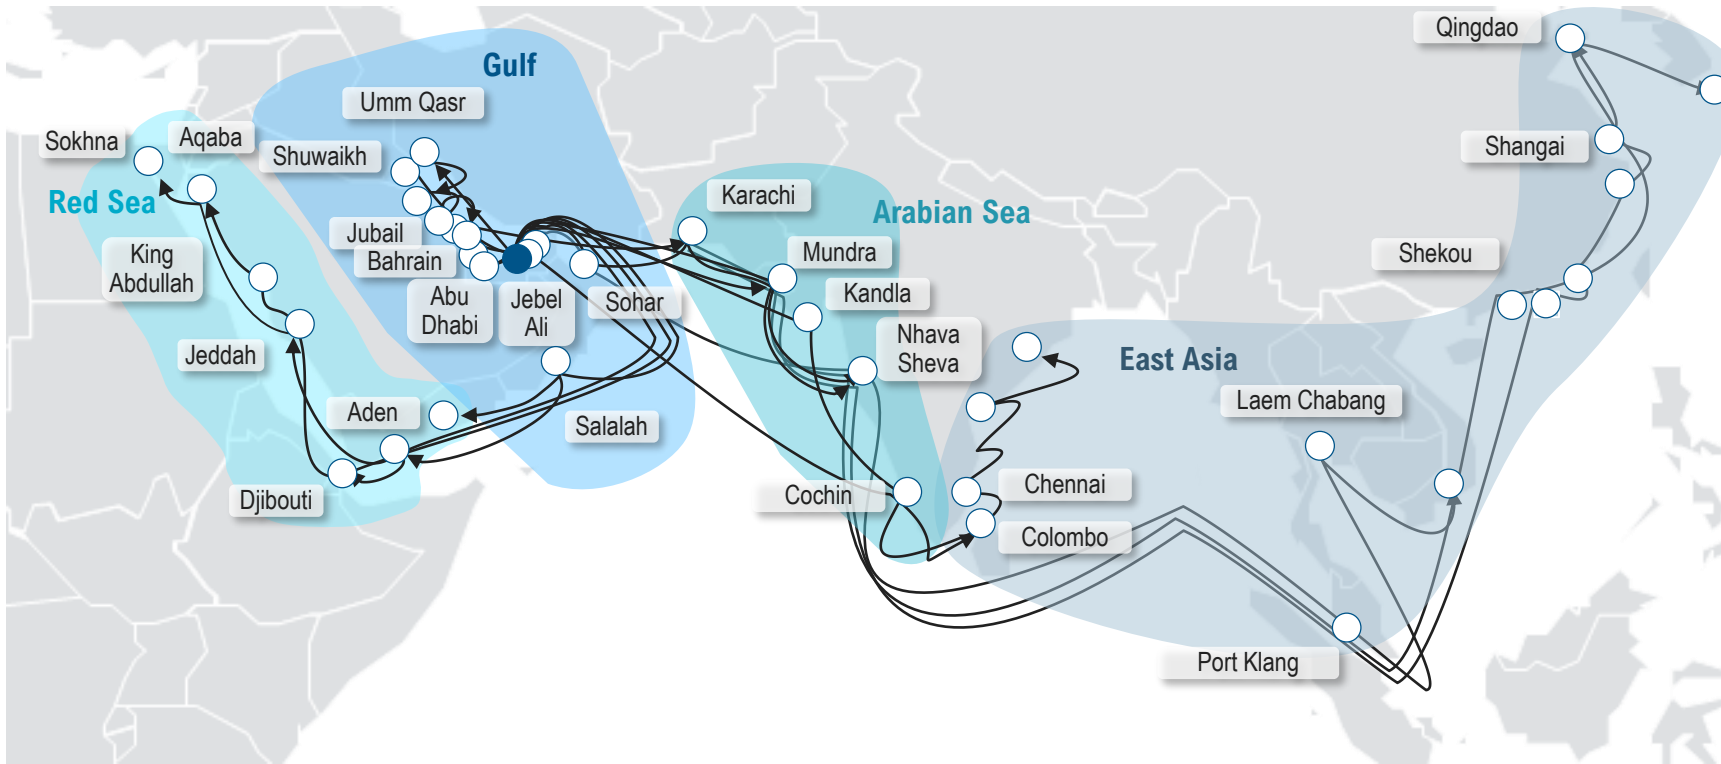 Qingdao
Gulf
Umm Qasr
Sokhna
Aqaba
Shuwaikh
Shangai
Red Sea
Karachi
Arabian Sea
Jubail
King
Abdullah
Bahrain
Mundra
Shekou
Abu
Dhabi
Jebel
Ali
Sohar
Kandla
Nhava
Sheva
Jeddah
East Asia
Aden
Salalah
Laem Chabang
Djibouti
Cochin
Chennai
Colombo
Port Klang